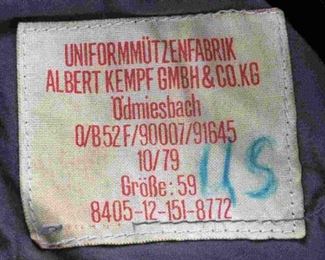 UNIFORMMÜTZENFABRIK
ALBERT KEMPF GMBH & CO.KG
Ödmiesbach
O/B52F/90007/91645
10/79
Größe: 59
8405-12-151-8772